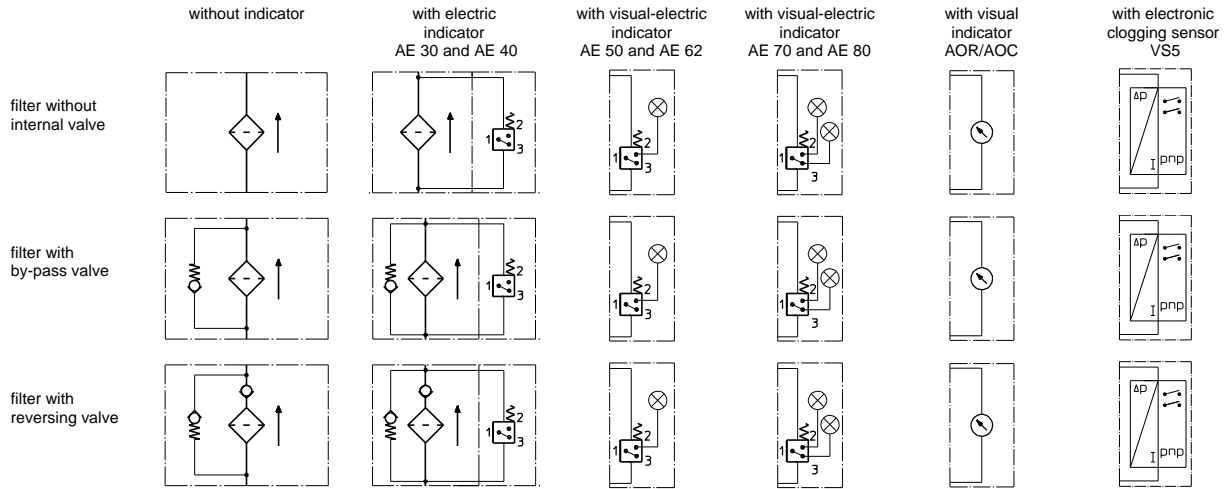 without indicator
with electric
indicator
AE 30 and AE 40
with visual-electric
indicator
AE 50 and AE 62
with visual-electric
indicator
AE 70 and AE 80
with visual
indicator
AOR/AOC
with electronic
clogging sensor
VS5
filter without
internal valve
1 2 3
1 2 3
1 2 3
Δp
I pnp
filter with
by-pass valve
1 2 3
1 2 3
1 2 3
Δp
I pnp
filter with
reversing valve
1 2 3
1 2 3
1 2 3
Δp
I pnp